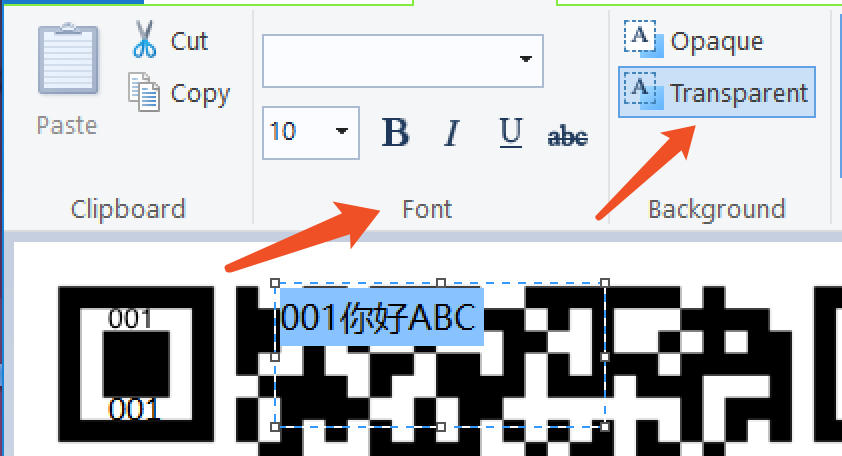 Cut
Copy
Paste
Clipboard
10
B I U abc
Font
A Opaque
A Transparent
Background
001
001你好ABC
001